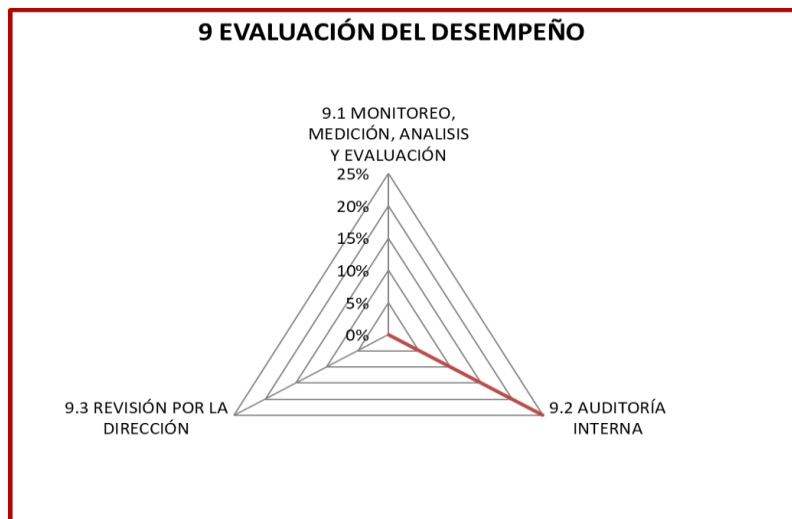 9 EVALUACIÓN DEL DESEMPEÑO
9.1 MONITOREO,
MEDICIÓN, ANALISIS
Y EVALUACIÓN
25%
20%
15%
10%
5%
0%
9.3 REVISIÓN POR LA
DIRECCIÓN
9.2 AUDITORÍA
INTERNA